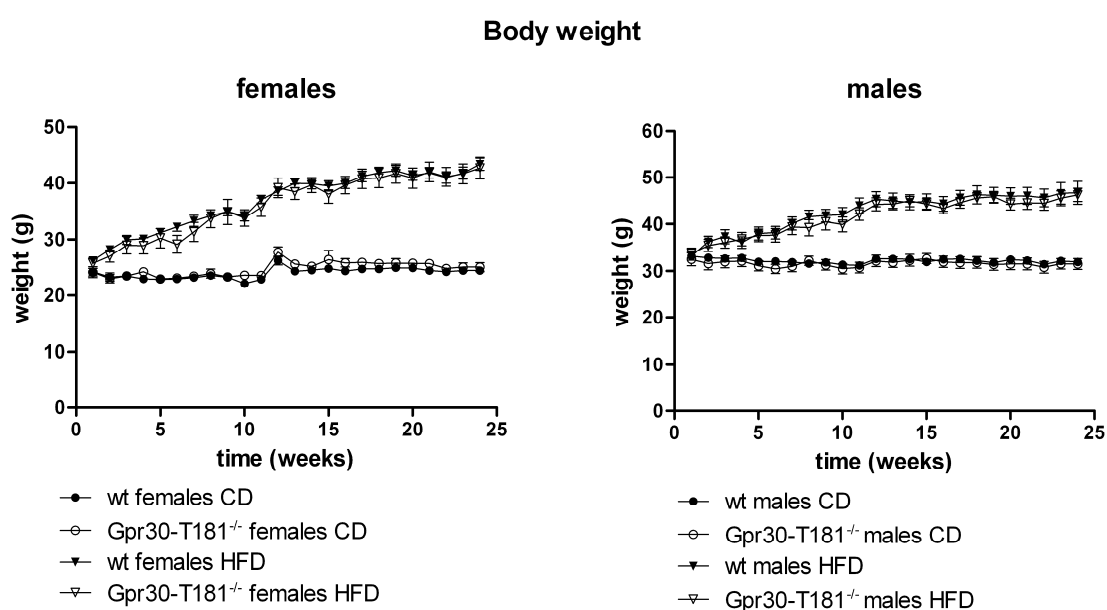 Body weight
females
50
40
30
20
10
0
weight (g)
0 5 10 15 20 25
time (weeks)
wt females CD
Gpr30-T181-/- females CD
wt females HFD
Gpr30-T181-/- females HFD
males
60
50
40
30
20
10
0
weight (g)
0 5 10 15 20 25
time (weeks)
wt males CD
Gpr30-T181-/- males CD
wt males HFD
Gpr30-T181-/- males HFD